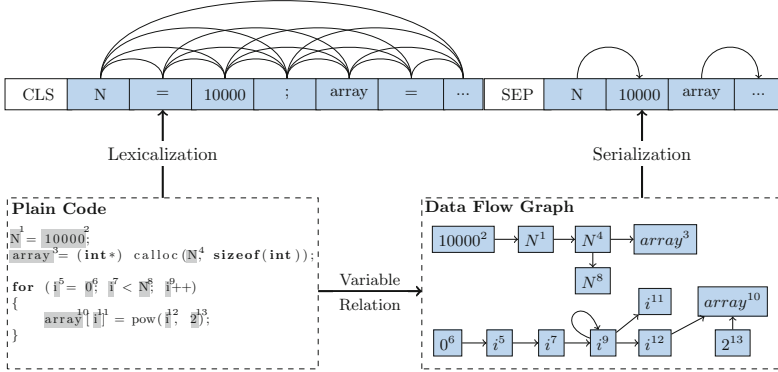 CLS N = 10000 ; array = ... SEP N 10000 array ...
Lexicalization
Serialization
Plain Code
N¹ = 10000²;
array³ = (int*) calloc(N⁴, sizeof(int));
for (i⁵ = 0⁶; i⁷ < N⁸; i⁹++)
{
array¹⁰[i¹¹] = pow(i¹², 2¹³);
}
Variable
Relation
Data Flow Graph
10000² N¹ N⁴ array³
N⁸
i¹¹ array¹⁰
0⁶ i⁵ i⁷ i⁹ i¹² 2¹³